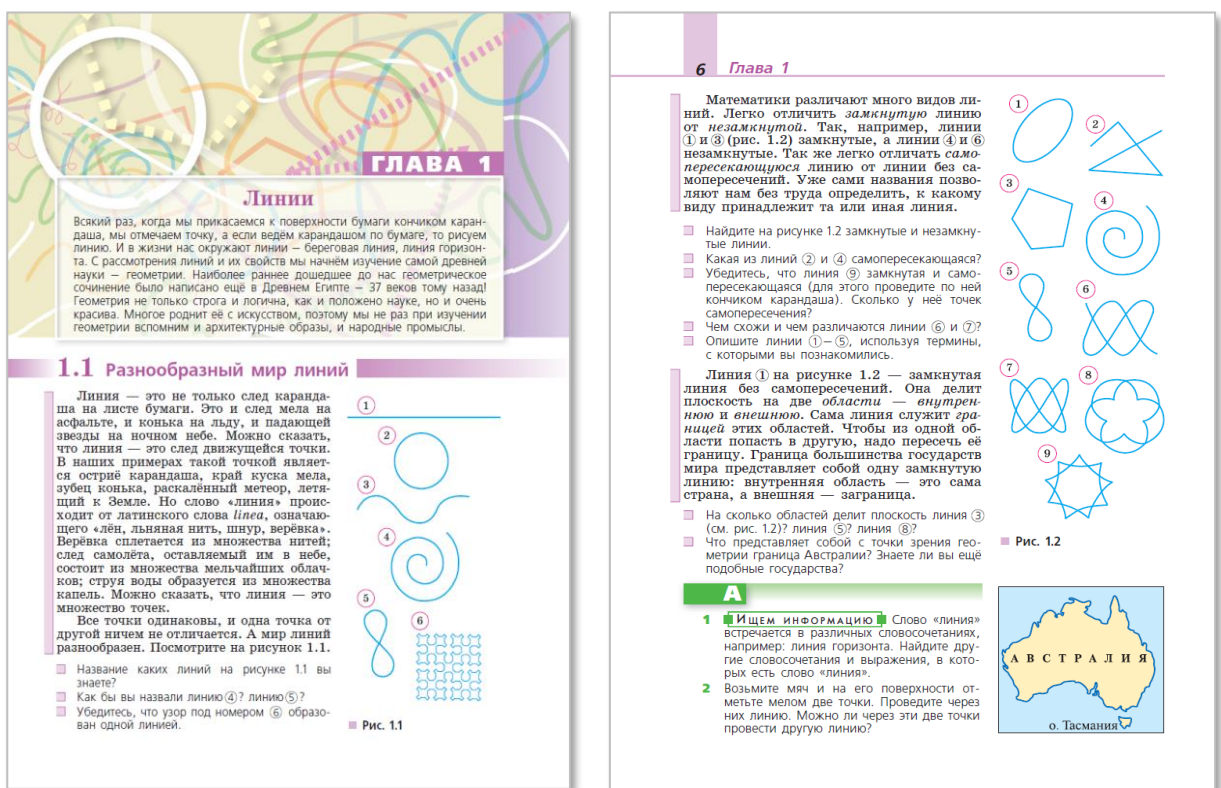 ГЛАВА 1
Линии
Всякий раз, когда мы прикасаемся к поверхности бумаги кончиком каран-
даша, мы отмечаем точку, а если ведём карандашом по бумаге, то рисуем
линию. И в жизни нас окружают линии — береговая линия, линия горизон-
та. С рассмотрения линий и их свойств мы начнём изучение самой древней
науки — геометрии. Наиболее раннее дошедшее до нас геометрическое
сочинение было написано ещё в Древнем Египте — 37 веков тому назад!
Геометрия не только строга и логична, как и положено науке, но и очень
красива. Многое роднит её с искусством, поэтому мы не раз при изучении
геометрии вспомним и архитектурные образы, и народные промыслы.
1.1 Разнообразный мир линий
Линия — это не только след каранда-
ша на листе бумаги. Это и след мела на
асфальте, и конька на льду, и падающей
звезды на ночном небе. Можно сказать,
что линия — это след движущейся точки.
В наших примерах такой точкой являет-
ся остриё карандаша, край куска мела,
зубец конька, раскалённый метеор, летя-
щий к Земле. Но слово «линия» проис-
ходит от латинского слова linea, означаю-
щего «лён, льняная нить, шнур, верёвка».
Верёвка сплетается из множества нитей;
след самолёта, оставляемый им в небе,
состоит из множества мельчайших облач-
ков; струя воды образуется из множества
капель. Можно сказать, что линия — это
множество точек.
Все точки одинаковы, и одна точка от
другой ничем не отличается. А мир линий
разнообразен. Посмотрите на рисунок 1.1.
Название каких линий на рисунке 1.1 вы
знаете?
Как бы вы назвали линию ④? линию ⑤?
Убедитесь, что узор под номером ⑥ образо-
ван одной линией.
1
2
3
4
5
6
Рис. 1.1
6 Глава 1
Математики различают много видов ли-
ний. Легко отличить замкнутую линию
от незамкнутой. Так, например, линии
① и ③ (рис. 1.2) замкнутые, а линии ④ и ⑥
незамкнутые. Так же легко отличать само-
пересекающуюся линию от линии без са-
мопересечений. Уже сами названия позво-
ляют нам без труда определить, к какому
виду принадлежит та или иная линия.
Найдите на рисунке 1.2 замкнутые и незамкну-
тые линии.
Какая из линий ② и ④ самопересекающаяся?
Убедитесь, что линия ⑨ замкнутая и само-
пересекающаяся (для этого проведите по ней
кончиком карандаша). Сколько у неё точек
самопересечения?
Чем схожи и чем различаются линии ⑥ и ⑦?
Опишите линии ①–⑤, используя термины,
с которыми вы познакомились.
Линия ① на рисунке 1.2 — замкнутая
линия без самопересечений. Она делит
плоскость на две области — внутрен-
нюю и внешнюю. Сама линия служит гра-
ницей этих областей. Чтобы из одной об-
ласти попасть в другую, надо пересечь её
границу. Граница большинства государств
мира представляет собой одну замкнутую
линию: внутренняя область — это сама
страна, а внешняя — заграница.
На сколько областей делит плоскость линия ③
(см. рис. 1.2)? линия ⑤? линия ⑧?
Что представляет собой с точки зрения гео-
метрии граница Австралии? Знаете ли вы ещё
подобные государства?
А
1 Ищем информацию Слово «линия»
встречается в различных словосочетаниях,
например: линия горизонта. Найдите дру-
гие словосочетания и выражения, в кото-
рых есть слово «линия».
2 Возьмите мяч и на его поверхности от-
метьте мелом две точки. Проведите через
них линию. Можно ли через эти две точки
провести другую линию?
1
2
3
4
5
6
7
8
9
Рис. 1.2
АВСТРАЛИЯ
о. Тасмания